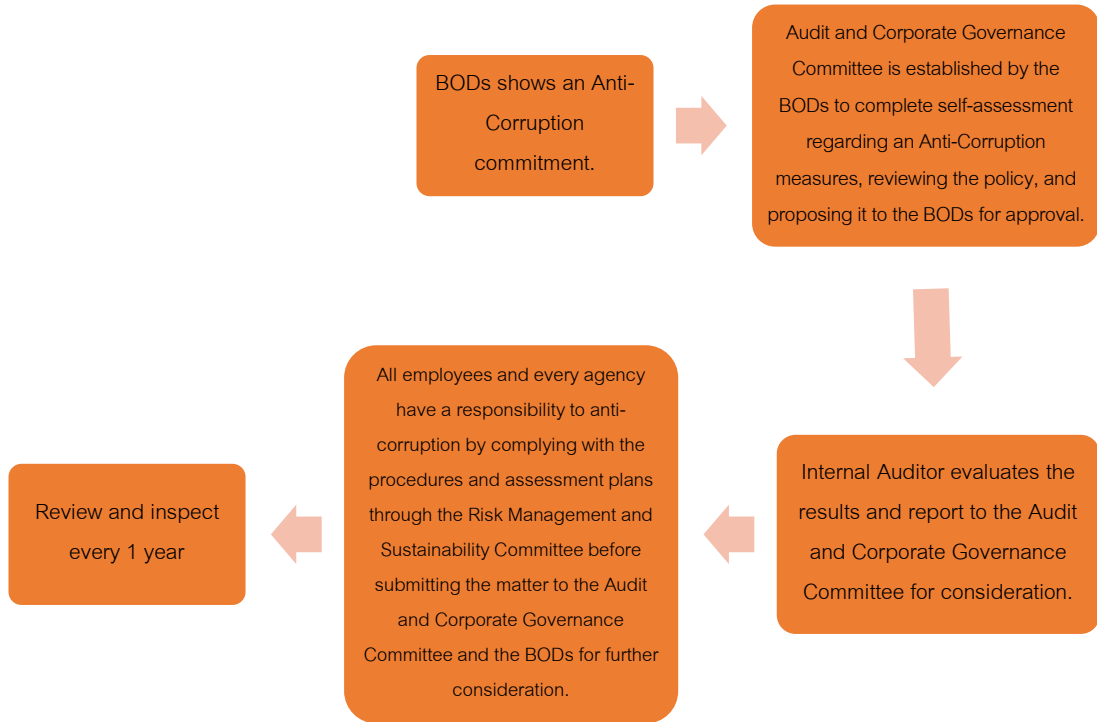 BODs shows an Anti-
Corruption
commitment.
Audit and Corporate Governance
Committee is established by the
BODs to complete self-assessment
regarding an Anti-Corruption
measures, reviewing the policy, and
proposing it to the BODs for approval.
Internal Auditor evaluates the
results and report to the Audit
and Corporate Governance
Committee for consideration.
All employees and every agency
have a responsibility to anti-
corruption by complying with the
procedures and assessment plans
through the Risk Management and
Sustainability Committee before
submitting the matter to the Audit
and Corporate Governance
Committee and the BODs for further
consideration.
Review and inspect
every 1 year